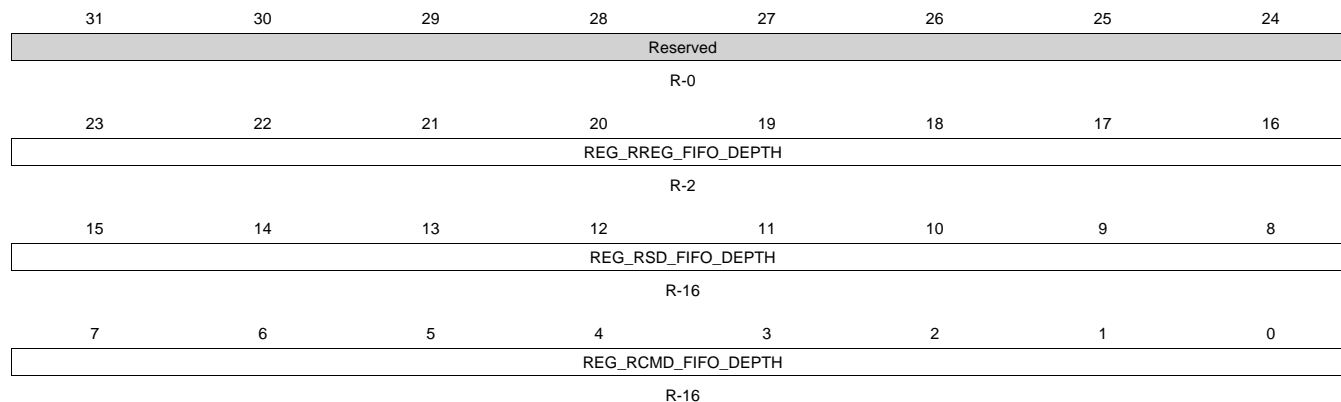 31 30 29 28 27 26 25 24
Reserved
R-0
23 22 21 20 19 18 17 16
REG_RREG_FIFO_DEPTH
R-2
15 14 13 12 11 10 9 8
REG_RSD_FIFO_DEPTH
R-16
7 6 5 4 3 2 1 0
REG_RCMD_FIFO_DEPTH
R-16